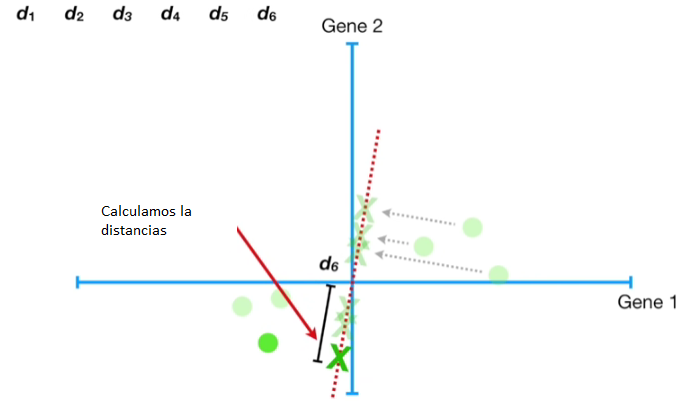 d1 d2 d3 d4 d5 d6
Gene 2
Calculamos la
distancias
d6
Gene 1